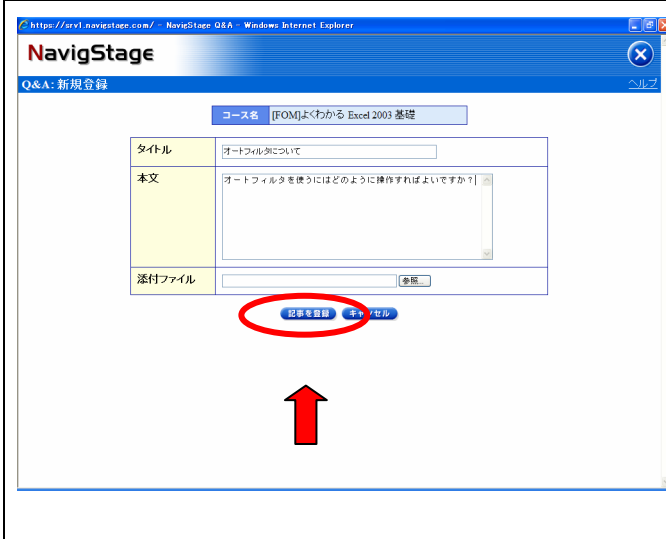 https://srv1.navigstage.com/ - NavigStage Q&A - Windows Internet Explorer
NavigStage
Q&A: 新規登録
ヘルプ
コース名 [FOM]よくわかる Excel 2003 基礎
タイトル オートフィルタについて
本文 オートフィルタを使うにはどのように操作すればよいですか?
添付ファイル 参照...
記事を登録 キャンセル